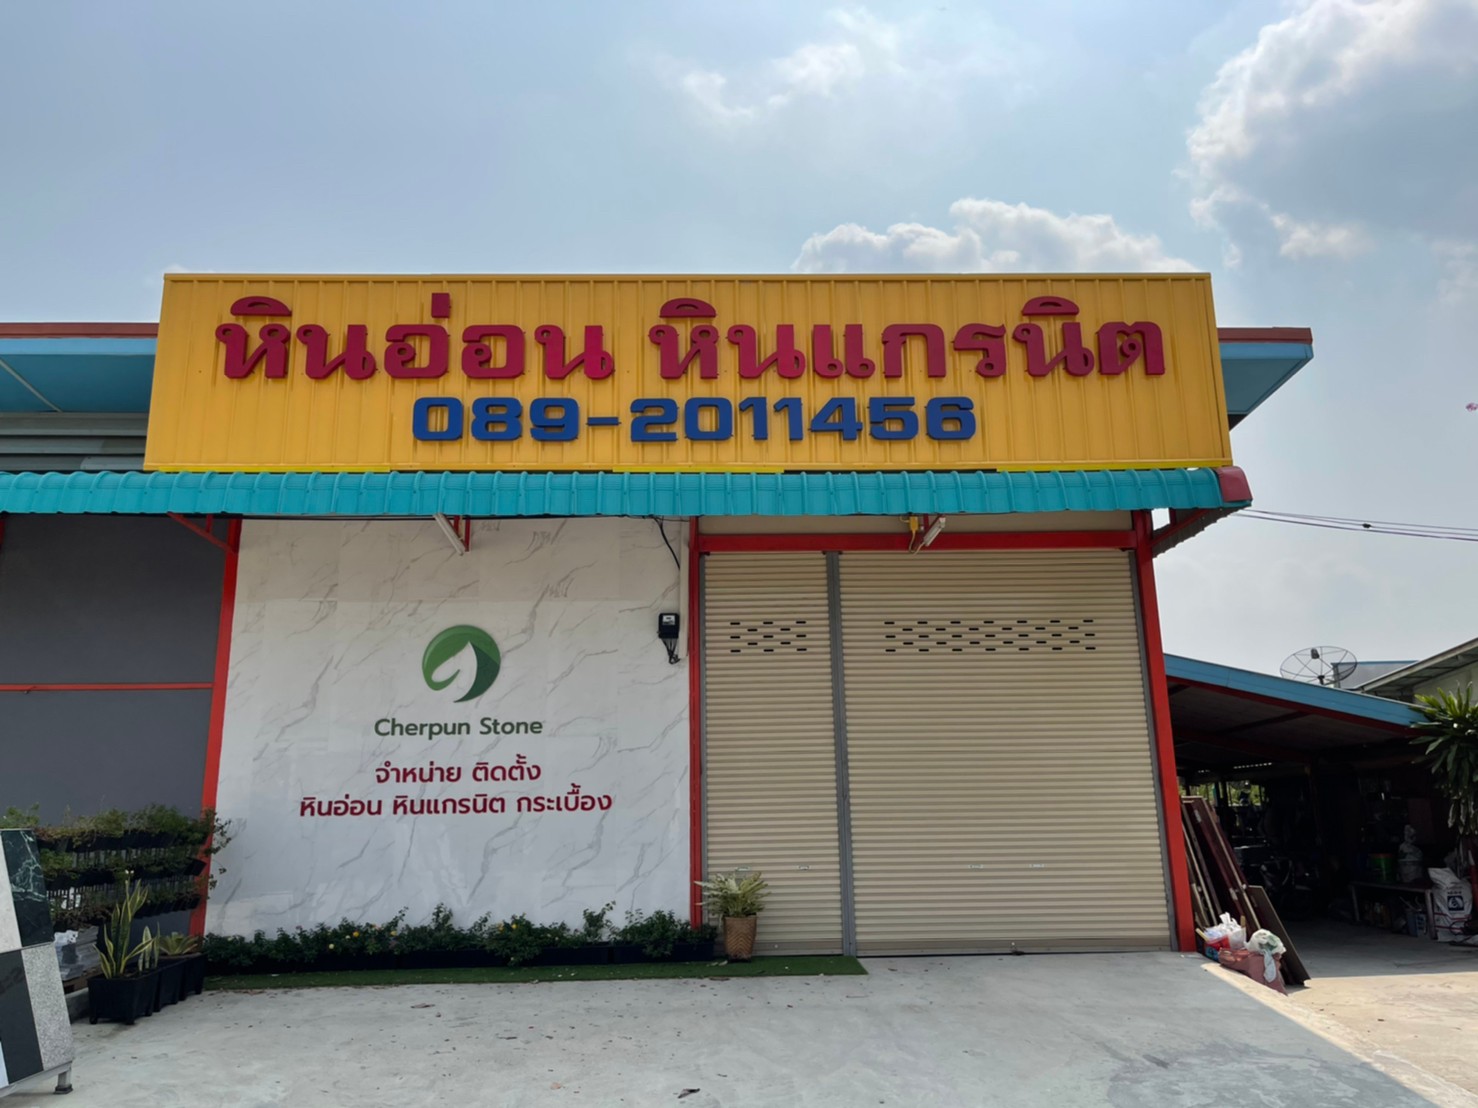 หินอ่อน หินแกรนิต
089-2011456
Cherpun Stone
จำหน่าย ติดตั้ง
หินอ่อน หินแกรนิต กระเบื้อง